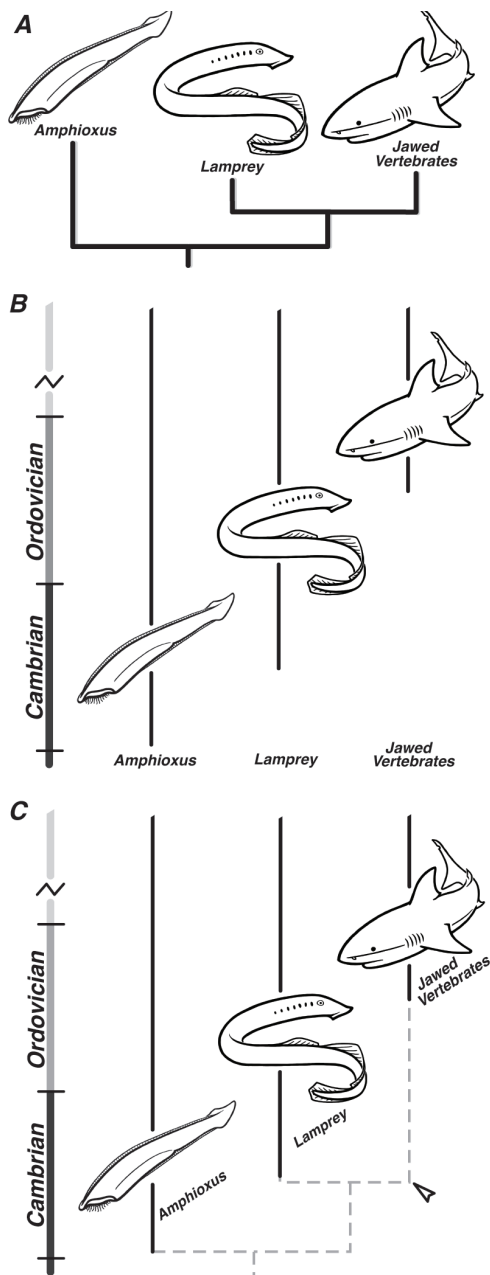 A
Amphioxus
Lamprey
Jawed
Vertebrates
B
Ordovician
Cambrian
Amphioxus
Lamprey
Jawed
Vertebrates
C
Ordovician
Cambrian
Jawed
Vertebrates
Lamprey
Amphioxus